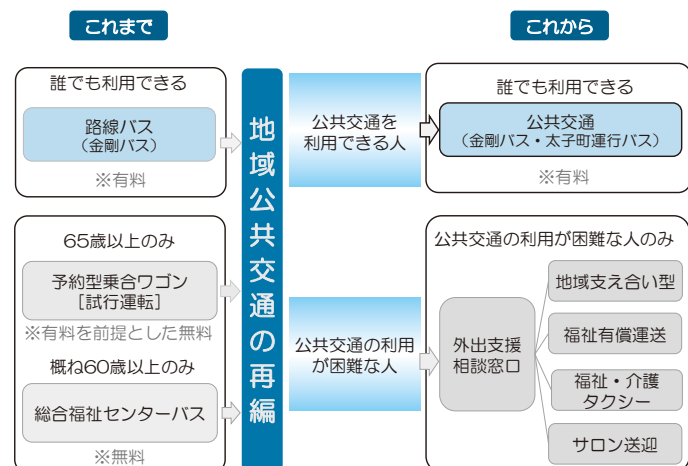 これまで
これから
誰でも利用できる
路線バス
（金剛バス）
※有料
65歳以上のみ
予約型乗合ワゴン
［試行運転］
※有料を前提とした無料
概ね60歳以上のみ
総合福祉センターバス
※無料
地域公共交通の再編
公共交通を
利用できる人
公共交通の利用
が困難な人
誰でも利用できる
公共交通
（金剛バス・太子町運行バス）
※有料
公共交通の利用が困難な人のみ
外出支援
相談窓口
地域支え合い型
福祉有償運送
福祉・介護
タクシー
サロン送迎